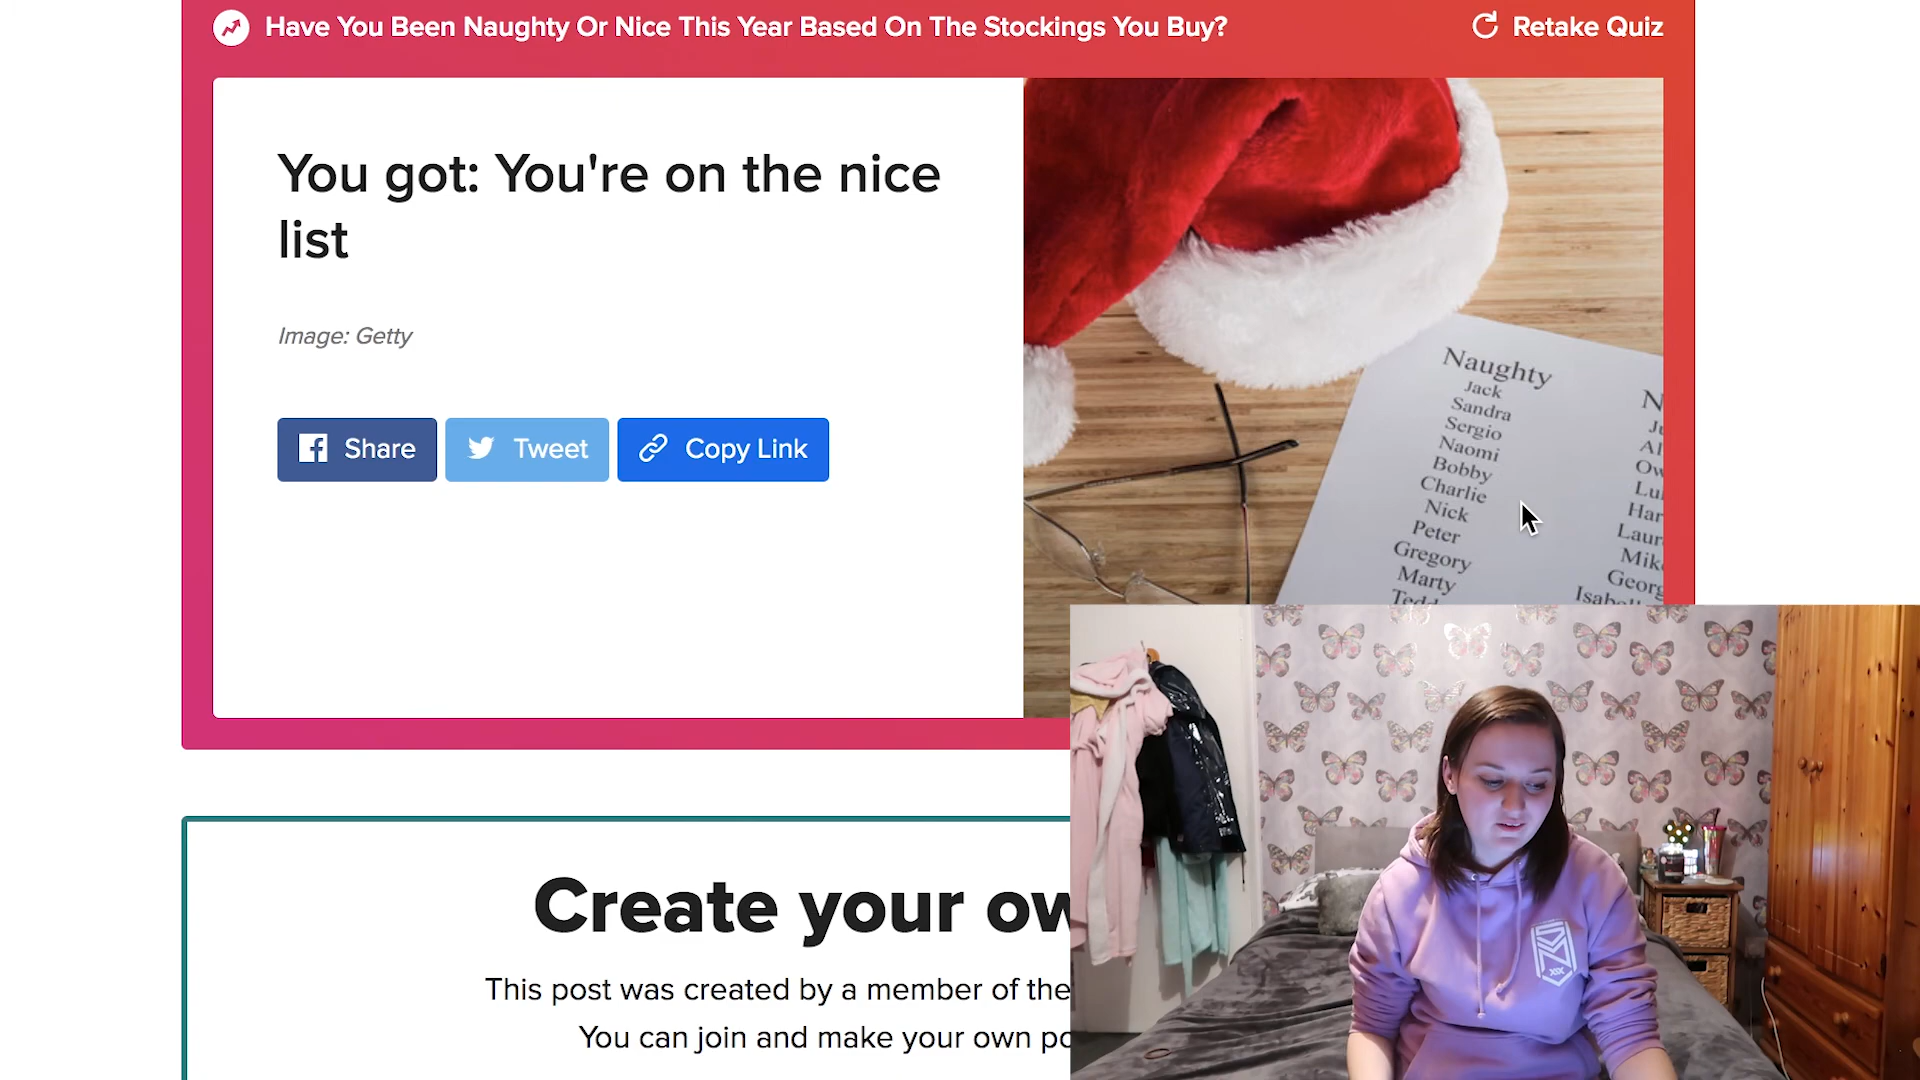 Have You Been Naughty Or Nice This Year Based On The Stockings You Buy?
Retake Quiz
You got: You're on the nice
list
Image: Getty
Share
Tweet
Copy Link
Naughty
Jack
Sandra
Sergio
Naomi
Bobby
Charlie
Nick
Peter
Gregory
Marty
Create your
This post was created by a member of the
You can join and make your own